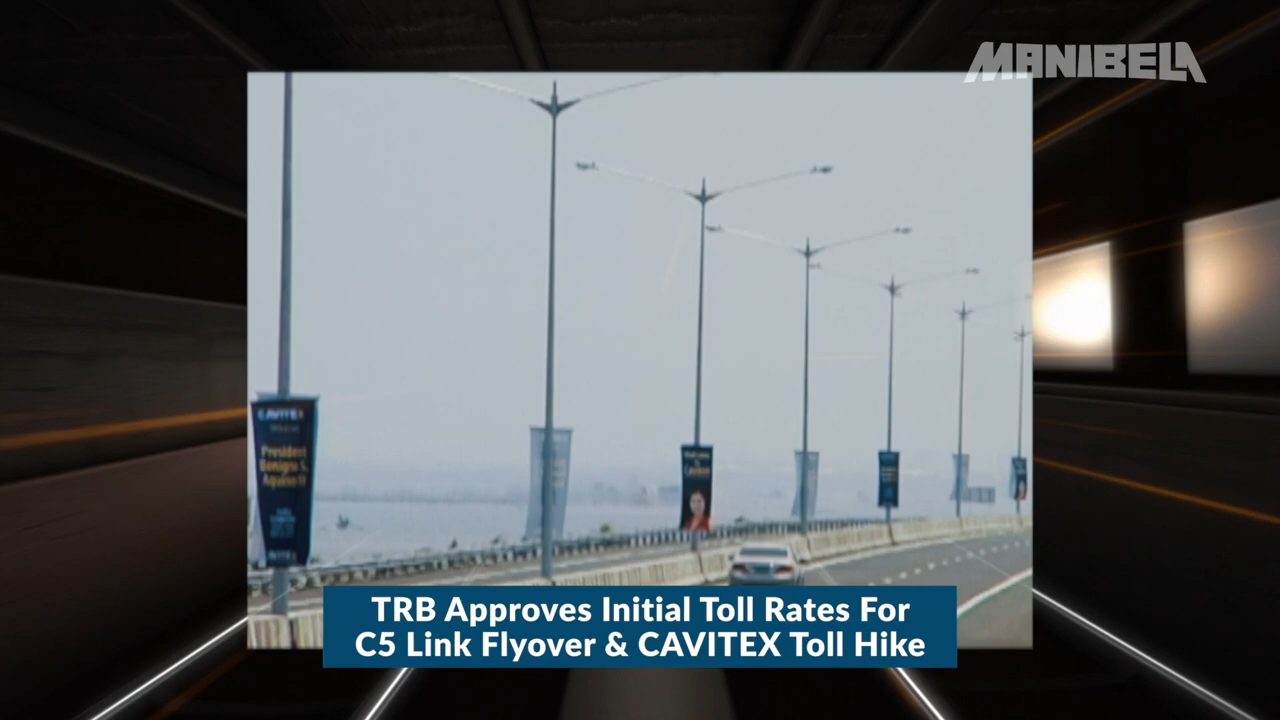 MANIBELA
CAVITEX
President
Benigno S.
Aquino III
TRB Approves Initial Toll Rates For
C5 Link Flyover & CAVITEX Toll Hike